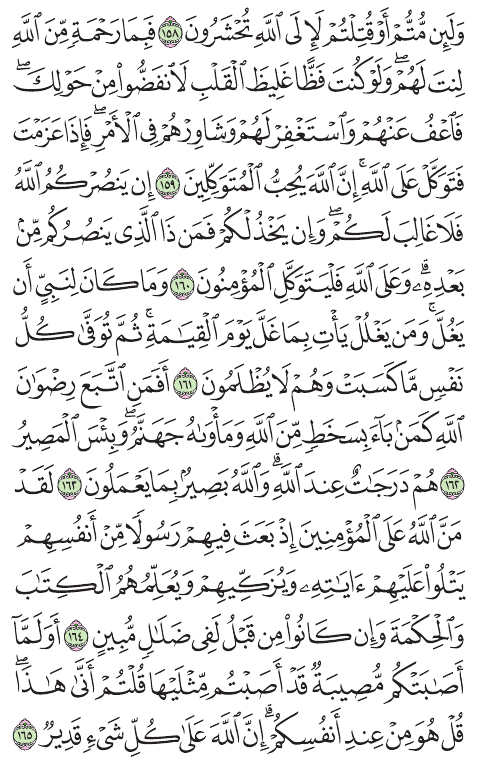 وَلَئِن مُّتُّمْ أَوْ قُتِلْتُمْ لَإِلَى ٱللَّهِ تُحْشَرُونَ ١٥٨ فَبِمَا رَحْمَةٍ مِّنَ ٱللَّهِ
لِنتَ لَهُمْ ۖ وَلَوْ كُنتَ فَظًّا غَلِيظَ ٱلْقَلْبِ لَٱنفَضُّوا۟ مِنْ حَوْلِكَ ۖ
فَٱعْفُ عَنْهُمْ وَٱسْتَغْفِرْ لَهُمْ وَشَاوِرْهُمْ فِى ٱلْأَمْرِ ۖ فَإِذَا عَزَمْتَ
فَتَوَكَّلْ عَلَى ٱللَّهِ ۚ إِنَّ ٱللَّهَ يُحِبُّ ٱلْمُتَوَكِّلِينَ ١٥٩ إِن يَنصُرْكُمُ ٱللَّهُ
فَلَا غَالِبَ لَكُمْ ۖ وَإِن يَخْذُلْكُمْ فَمَن ذَا ٱلَّذِى يَنصُرُكُم مِّنۢ
بَعْدِهِۦ ۗ وَعَلَى ٱللَّهِ فَلْيَتَوَكَّلِ ٱلْمُؤْمِنُونَ ١٦٠ وَمَا كَانَ لِنَبِىٍّ أَن
يَغُلَّ ۚ وَمَن يَغْلُلْ يَأْتِ بِمَا غَلَّ يَوْمَ ٱلْقِيَـٰمَةِ ۚ ثُمَّ تُوَفَّىٰ كُلُّ
نَفْسٍ مَّا كَسَبَتْ وَهُمْ لَا يُظْلَمُونَ ١٦١ أَفَمَنِ ٱتَّبَعَ رِضْوَٰنَ
ٱللَّهِ كَمَنۢ بَآءَ بِسَخَطٍ مِّنَ ٱللَّهِ وَمَأْوَىٰهُ جَهَنَّمُ ۚ وَبِئْسَ ٱلْمَصِيرُ
١٦٢ هُمْ دَرَجَـٰتٌ عِندَ ٱللَّهِ ۗ وَٱللَّهُ بَصِيرٌۢ بِمَا يَعْمَلُونَ ١٦٣ لَقَدْ
مَنَّ ٱللَّهُ عَلَى ٱلْمُؤْمِنِينَ إِذْ بَعَثَ فِيهِمْ رَسُولًا مِّنْ أَنفُسِهِمْ
يَتْلُوا۟ عَلَيْهِمْ ءَايَـٰتِهِۦ وَيُزَكِّيهِمْ وَيُعَلِّمُهُمُ ٱلْكِتَـٰبَ
وَٱلْحِكْمَةَ وَإِن كَانُوا۟ مِن قَبْلُ لَفِى ضَلَـٰلٍ مُّبِينٍ ١٦٤ أَوَلَمَّآ
أَصَـٰبَتْكُم مُّصِيبَةٌ قَدْ أَصَبْتُم مِّثْلَيْهَا قُلْتُمْ أَنَّىٰ هَـٰذَا ۖ
قُلْ هُوَ مِنْ عِندِ أَنفُسِكُمْ ۗ إِنَّ ٱللَّهَ عَلَىٰ كُلِّ شَىْءٍ قَدِيرٌ ١٦٥